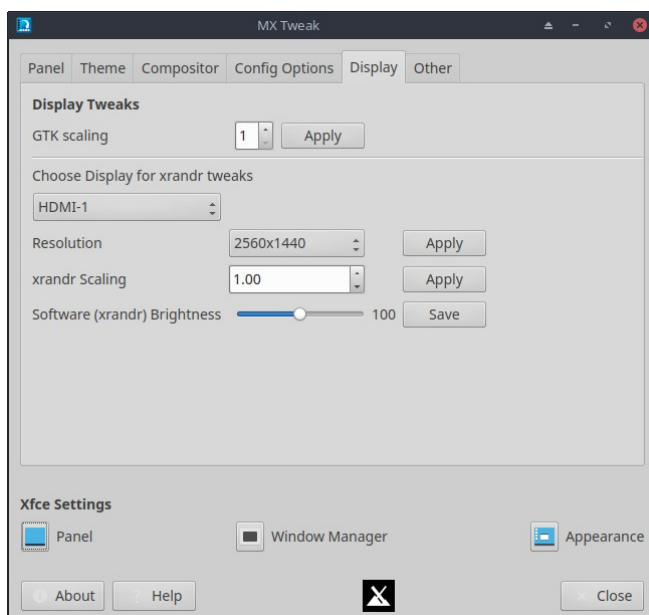 MX Tweak
Panel Theme Compositor Config Options Display Other
Display Tweaks
GTK scaling 1 Apply
Choose Display for xrandr tweaks
HDMI-1
Resolution 2560x1440 Apply
xrandr Scaling 1.00 Apply
Software (xrandr) Brightness 100 Save
Xfce Settings
Panel Window Manager Appearance
About Help Close